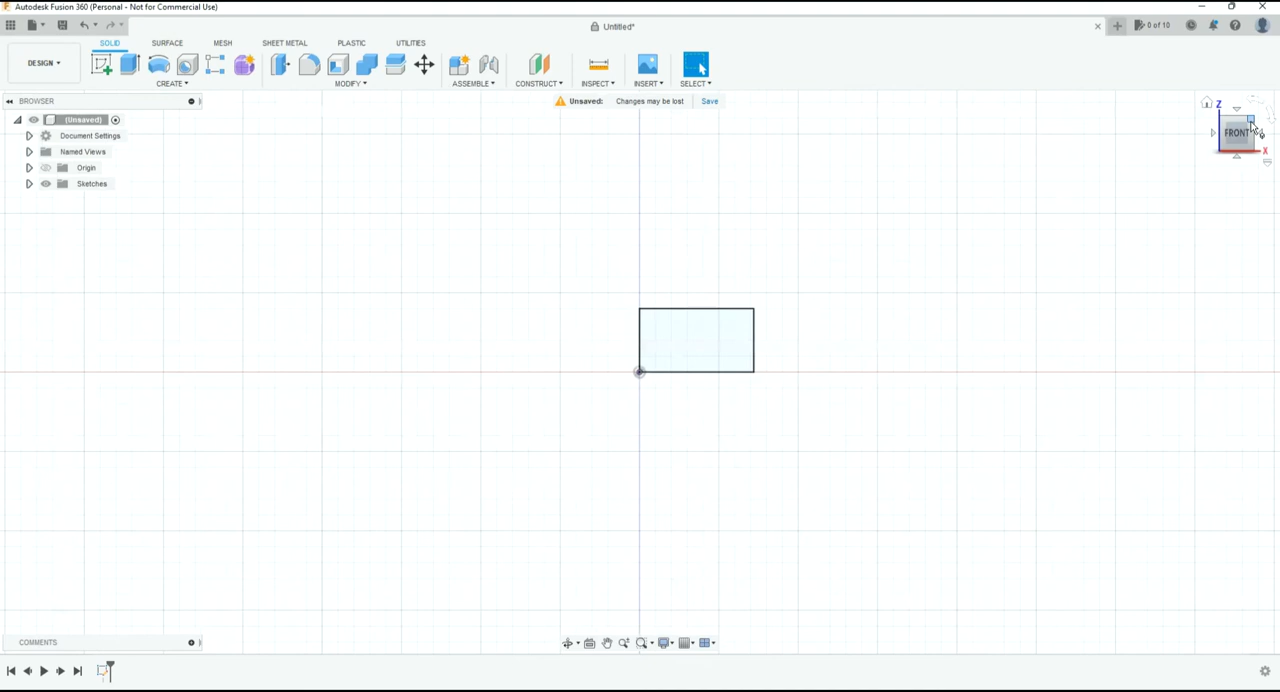 Autodesk Fusion 360 (Personal - Not for Commercial Use)
Untitled*
0 of 10
DESIGN
SOLID SURFACE MESH SHEET METAL PLASTIC UTILITIES
CREATE MODIFY ASSEMBLE CONSTRUCT INSPECT INSERT SELECT
BROWSER
Unsaved: Changes may be lost Save
(Unsaved)
Document Settings
Named Views
Origin
Sketches
Z
FRONT
X
COMMENTS